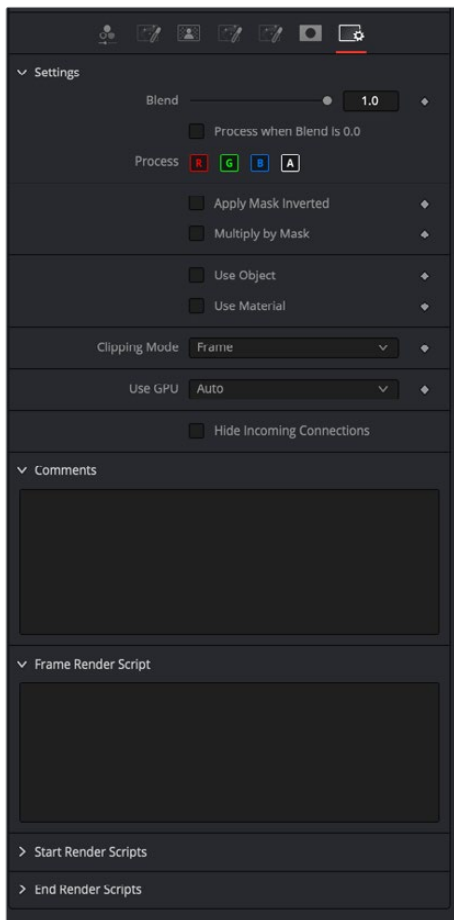 Settings
Blend 1.0
Process when Blend is 0.0
Process R G B A
Apply Mask Inverted
Multiply by Mask
Use Object
Use Material
Clipping Mode Frame
Use GPU Auto
Hide Incoming Connections
Comments
Frame Render Script
Start Render Scripts
End Render Scripts